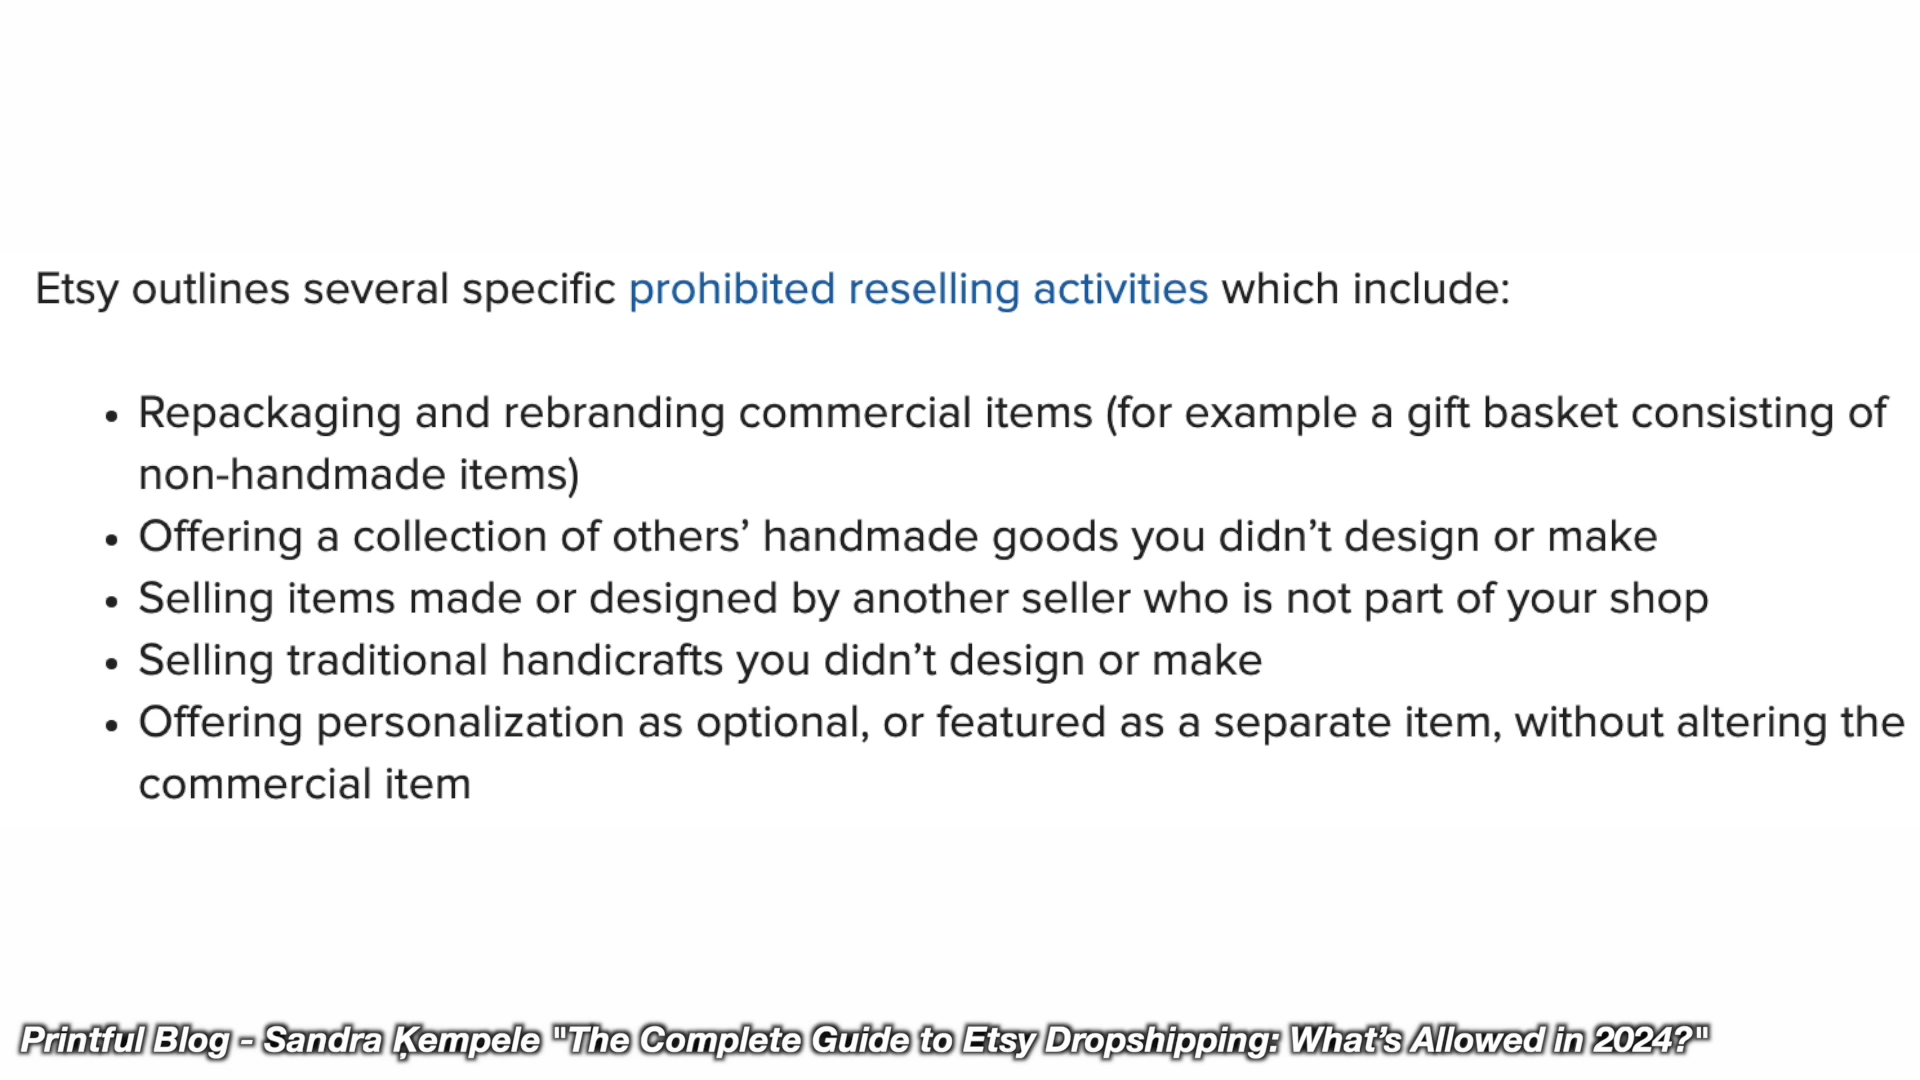 Etsy outlines several specific prohibited reselling activities which include:
• Repackaging and rebranding commercial items (for example a gift basket consisting of
non-handmade items)
• Offering a collection of others’ handmade goods you didn’t design or make
• Selling items made or designed by another seller who is not part of your shop
• Selling traditional handicrafts you didn’t design or make
• Offering personalization as optional, or featured as a separate item, without altering the
commercial item
Printful Blog - Sandra Ķempele "The Complete Guide to Etsy Dropshipping: What’s Allowed in 2024?"